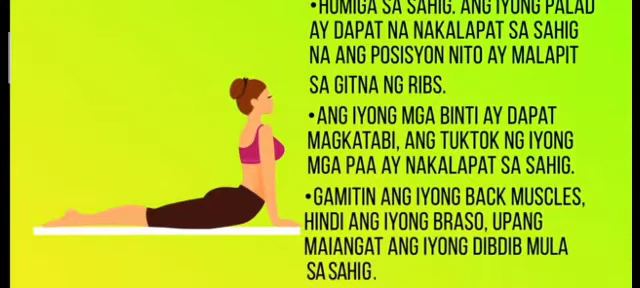 •HUMIGA SA SAHIG. ANG IYONG PALAD
AY DAPAT NA NAKALAPAT SA SAHIG
NA ANG POSISYON NITO AY MALAPIT
SA GITNA NG RIBS.
•ANG IYONG MGA BINTI AY DAPAT
MAGKATABI, ANG TUKTOK NG IYONG
MGA PAA AY NAKALAPAT SA SAHIG.
•GAMITIN ANG IYONG BACK MUSCLES,
HINDI ANG IYONG BRASO, UPANG
MAIANGAT ANG IYONG DIBDIB MULA
SA SAHIG.